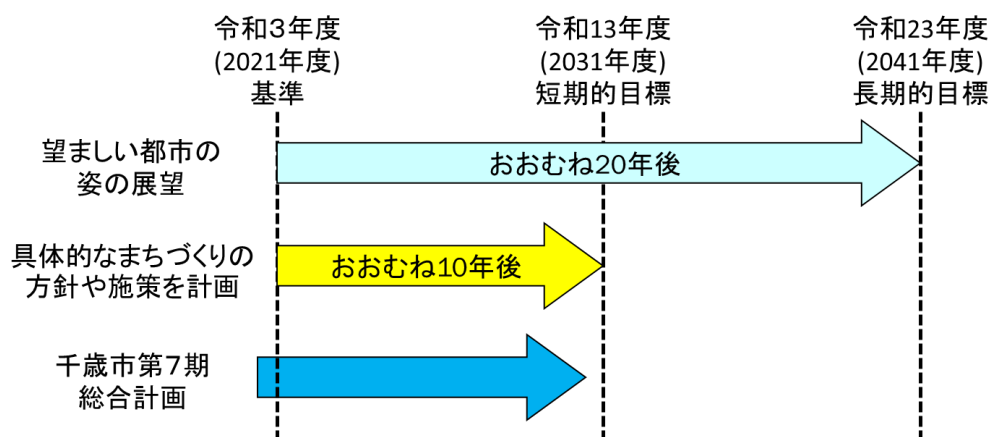 令和３年度
(2021年度)
基準
令和13年度
(2031年度)
短期的目標
令和23年度
(2041年度)
長期的目標
望ましい都市の
姿の展望
おおむね20年後
具体的なまちづくりの
方針や施策を計画
おおむね10年後
千歳市第７期
総合計画